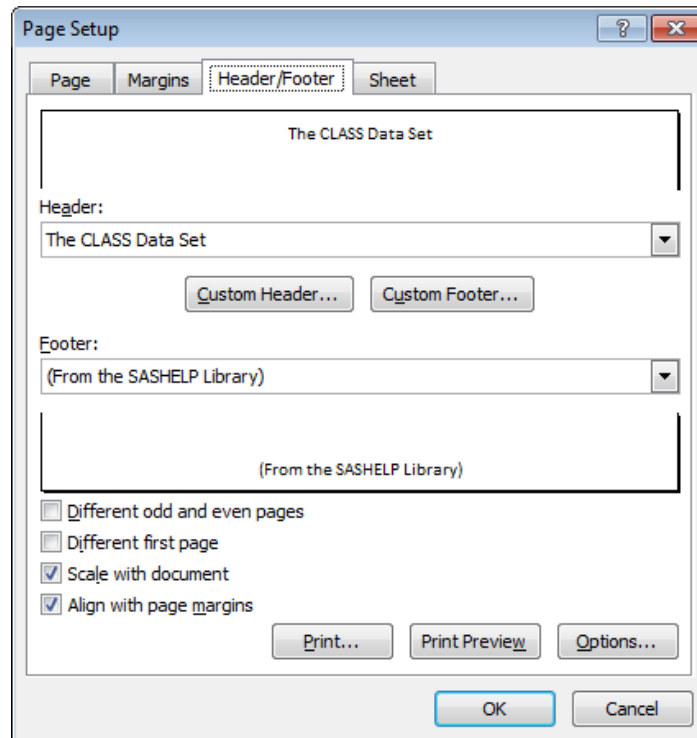 Page Setup
Page Margins Header/Footer Sheet
The CLASS Data Set
Header:
The CLASS Data Set
Custom Header... Custom Footer...
Footer:
(From the SASHELP Library)
(From the SASHELP Library)
Different odd and even pages
Different first page
Scale with document
Align with page margins
Print... Print Preview Options...
OK Cancel